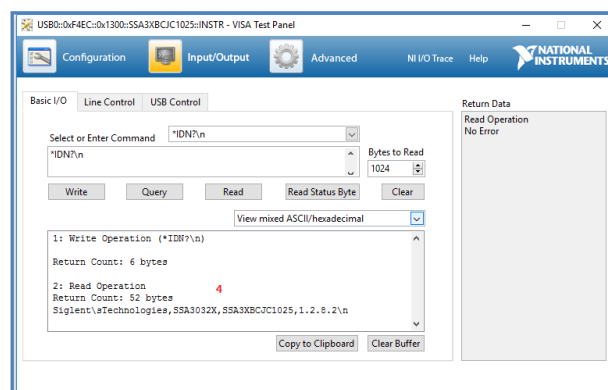 USB0::0xF4EC::0x1300::SSA3XBCJC1025::INSTR - VISA Test Panel
Configuration Input/Output Advanced NI I/O Trace Help NATIONAL INSTRUMENTS
Basic I/O Line Control USB Control
Return Data
Read Operation
No Error
Select or Enter Command *IDN?\n
*IDN?\n
Bytes to Read
1024
Write Query Read Read Status Byte Clear
View mixed ASCII/hexadecimal
1: Write Operation (*IDN?\n)
Return Count: 6 bytes
2: Read Operation
4
Return Count: 52 bytes
Siglent\sTechnologies,SSA3032X,SSA3XBCJC1025,1.2.8.2\n
Copy to Clipboard Clear Buffer